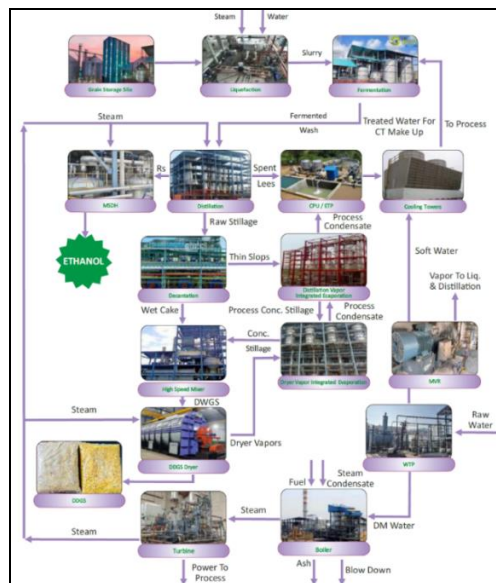 Steam
Water
Slurry
Grain Storage Silo
Liquefaction
Fermentation
Steam
Fermented
Wash
Treated Water For
CT Make Up
To Process
Rs
Spent
Lees
MSDH
Distillation
CPU / ETP
Cooling Towers
Raw Stillage
Process
Condensate
ETHANOL
Thin Slops
Soft Water
Decantation
Distillation Vapor
Integrated Evaporation
Vapor To Liq.
& Distillation
Wet Cake
Process Conc. Stillage
Process
Condensate
Conc.
Stillage
High Speed Mixer
Dryer Vapor Integrated Evaporation
MVR
DWGS
Steam
Dryer Vapors
Raw
Water
DDGS Dryer
WTP
DDGS
Fuel
Steam
Condensate
DM Water
Steam
Steam
Turbine
Boiler
Power To
Process
Ash
Blow Down